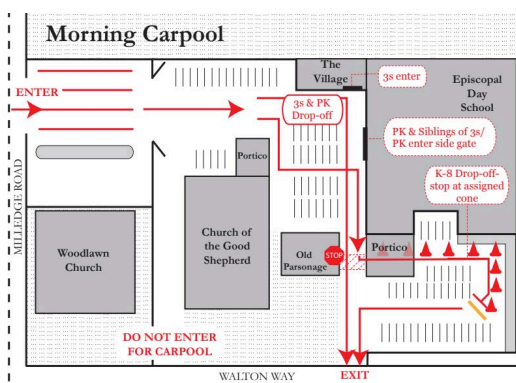 Morning Carpool
The
Village
3s enter
Episcopal
Day
School
ENTER
3s & PK
Drop-off
PK & Siblings of 3s/
PK enter side gate
Portico
K-8 Drop-off-
stop at assigned
cone
MILLEDGE ROAD
Woodlawn
Church
Church of
the Good
Shepherd
Old
Parsonage
STOP
Portico
DO NOT ENTER
FOR CARPOOL
EXIT
WALTON WAY